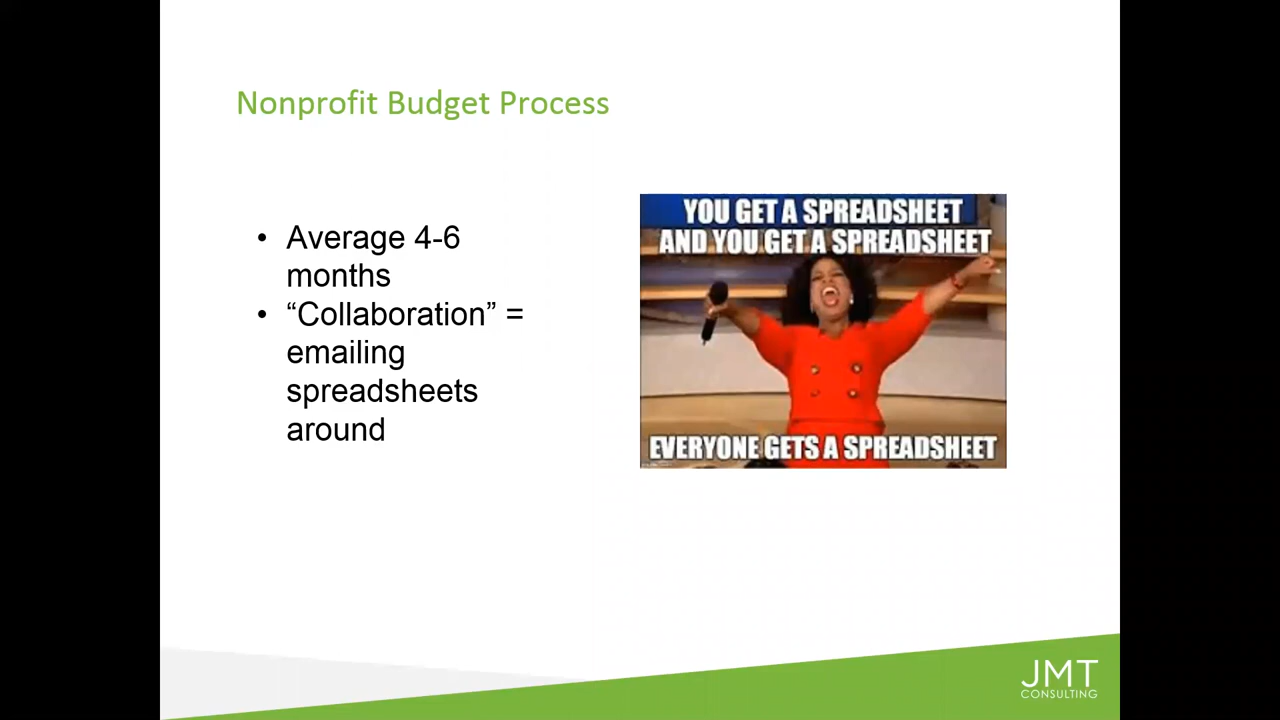 Nonprofit Budget Process
• Average 4-6
months
• “Collaboration” =
emailing
spreadsheets
around
YOU GET A SPREADSHEET
AND YOU GET A SPREADSHEET
EVERYONE GETS A SPREADSHEET
JMT
CONSULTING